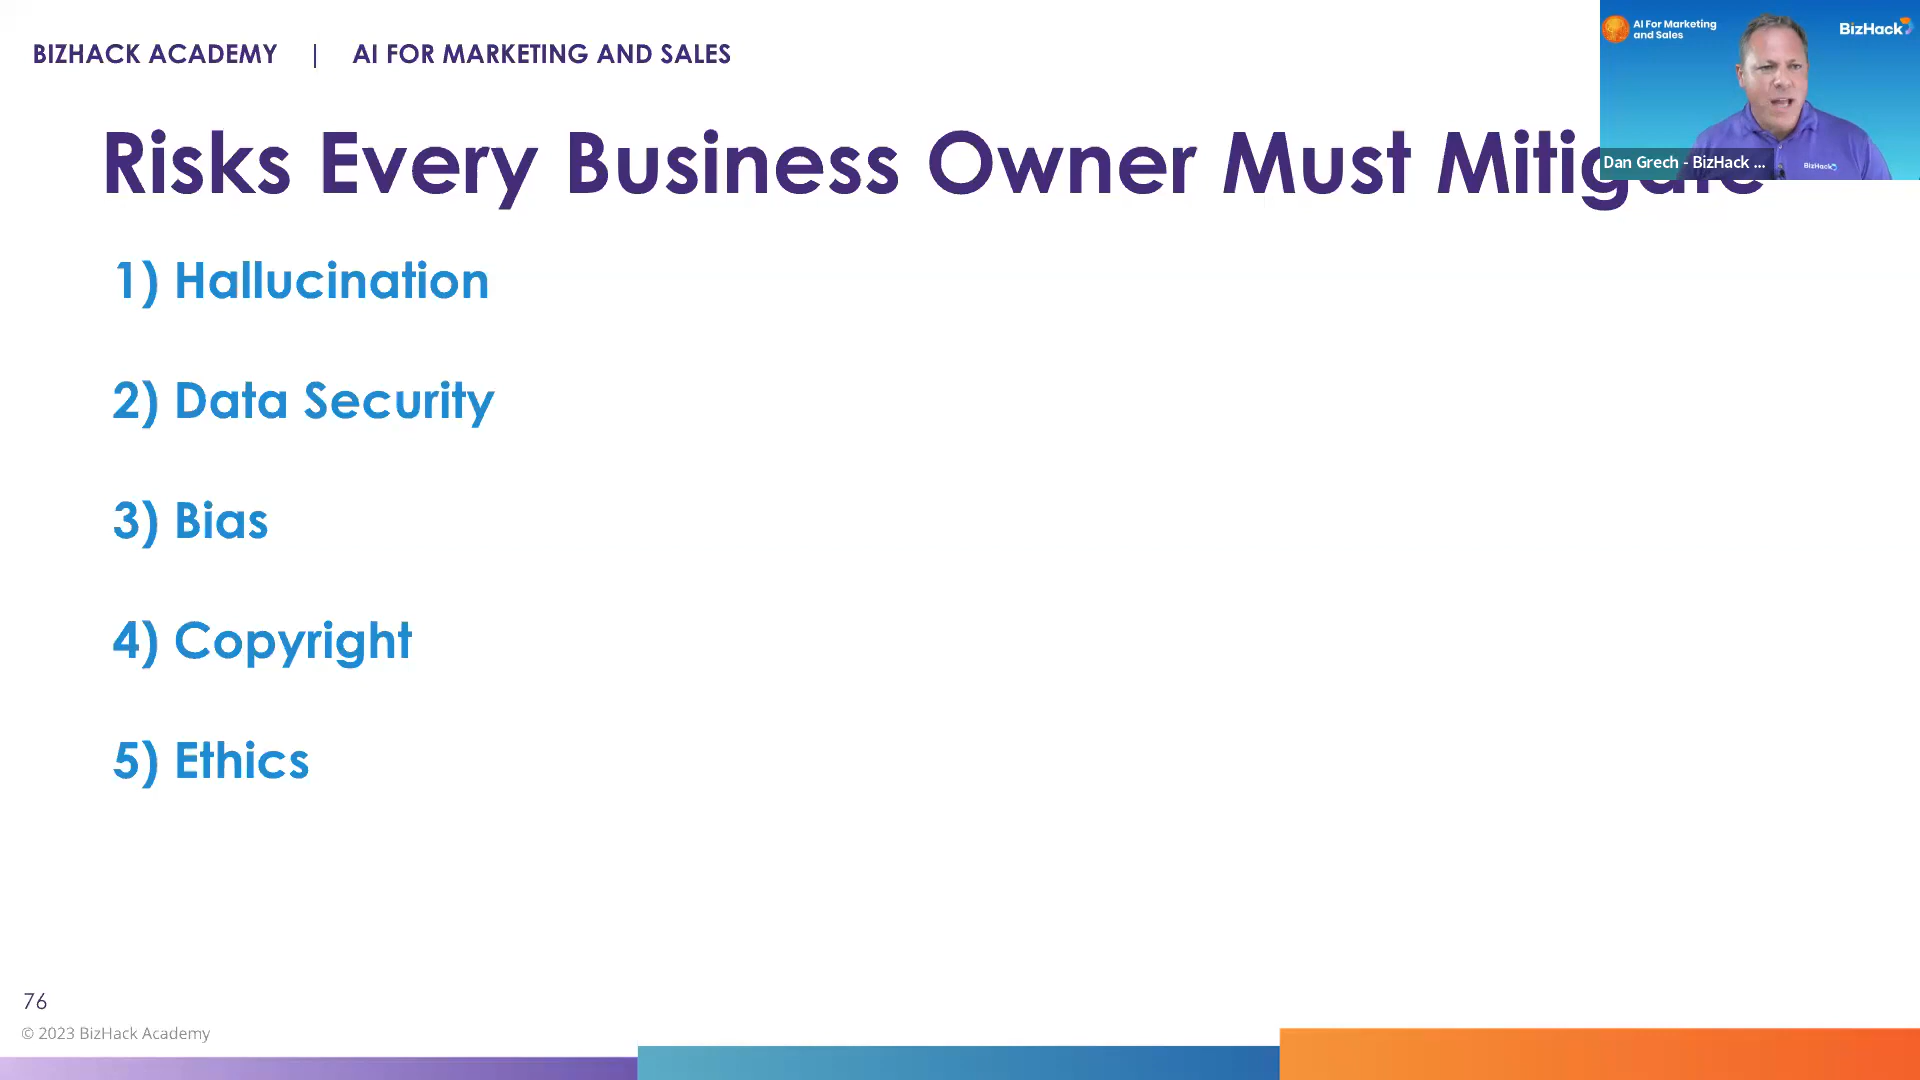 BIZHACK ACADEMY | AI FOR MARKETING AND SALES
AI For Marketing
and Sales
BizHack
Risks Every Business Owner Must Mitigate
Dan Grech - BizHack ...
BizHack
1) Hallucination
2) Data Security
3) Bias
4) Copyright
5) Ethics
76
© 2023 BizHack Academy